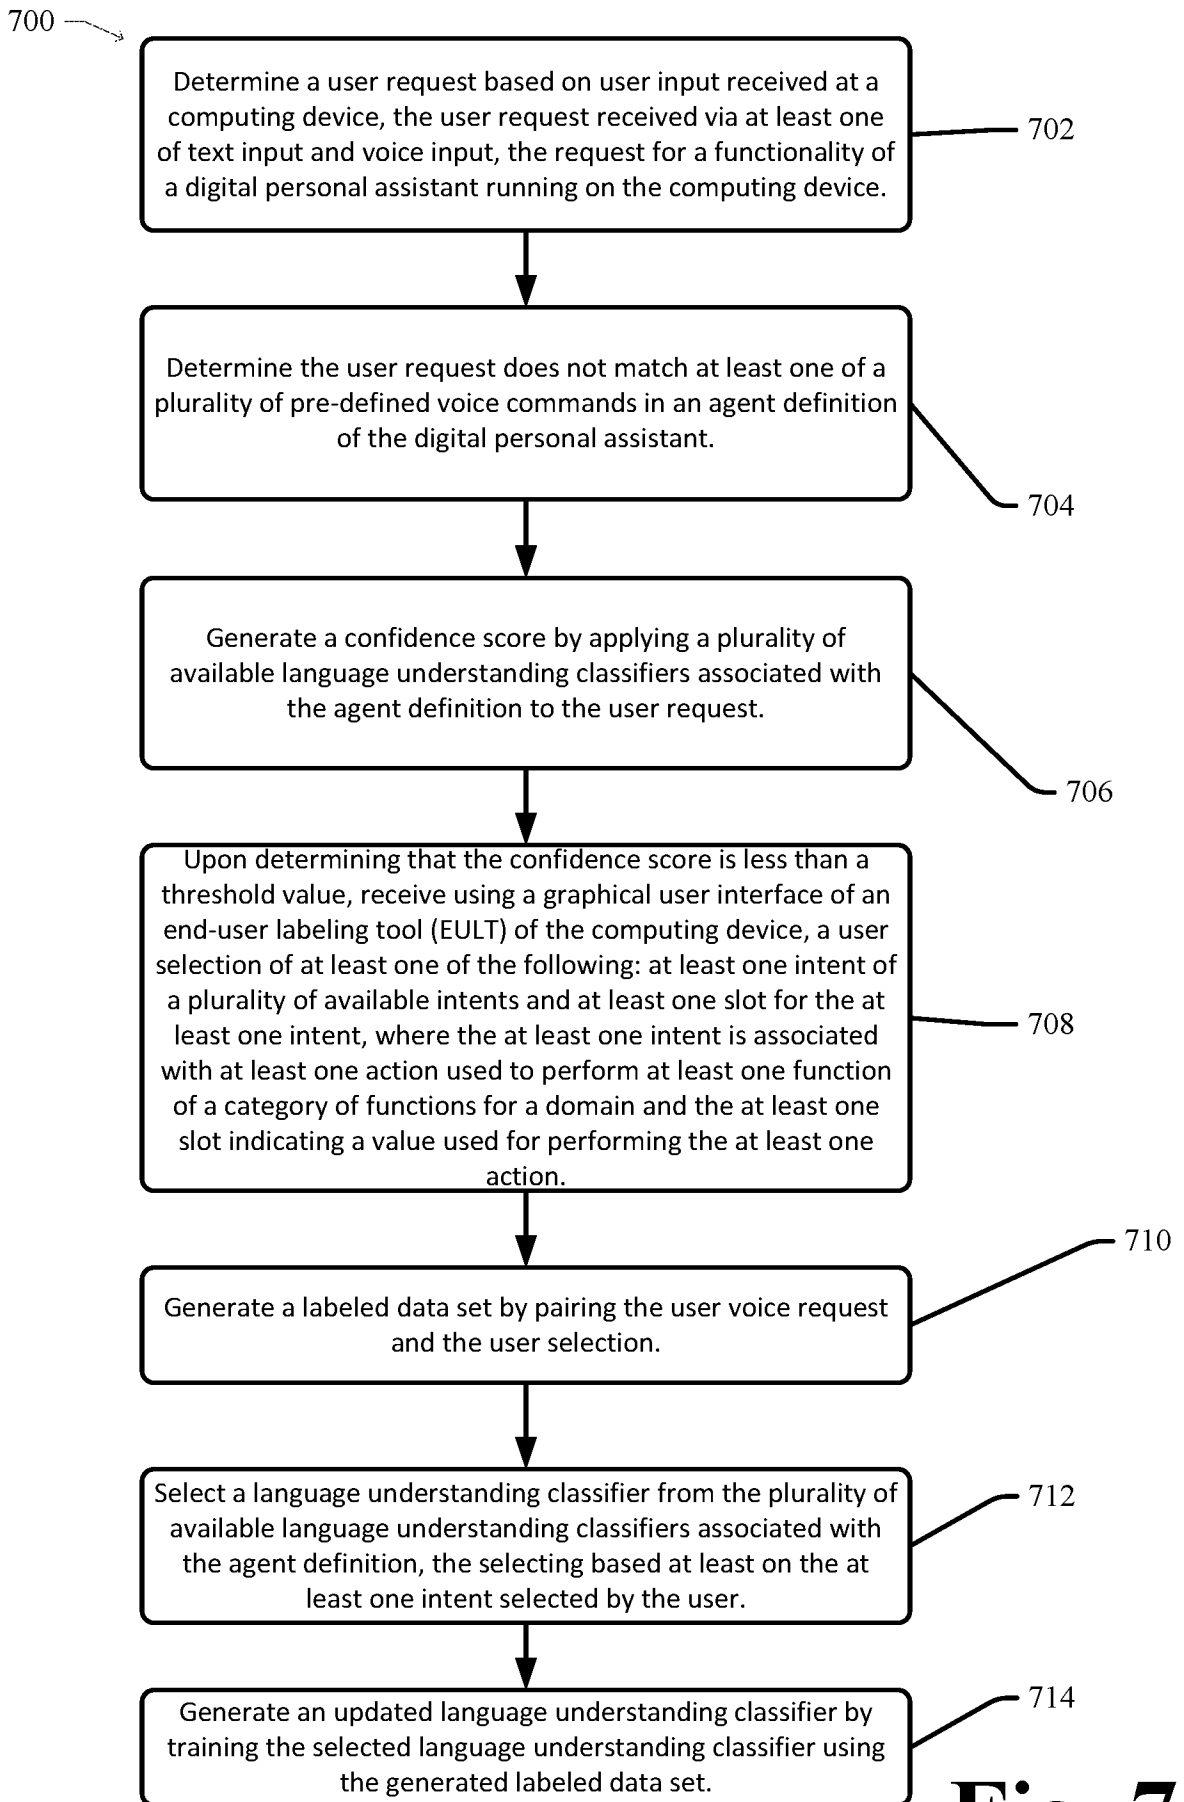 700
Determine a user request based on user input received at a
computing device, the user request received via at least one
of text input and voice input, the request for a functionality of
a digital personal assistant running on the computing device.
702
Determine the user request does not match at least one of a
plurality of pre-defined voice commands in an agent definition
of the digital personal assistant.
704
Generate a confidence score by applying a plurality of
available language understanding classifiers associated with
the agent definition to the user request.
706
Upon determining that the confidence score is less than a
threshold value, receive using a graphical user interface of an
end-user labeling tool (EULT) of the computing device, a user
selection of at least one of the following: at least one intent of
a plurality of available intents and at least one slot for the at
least one intent, where the at least one intent is associated
with at least one action used to perform at least one function
of a category of functions for a domain and the at least one
slot indicating a value used for performing the at least one
action.
708
710
Generate a labeled data set by pairing the user voice request
and the user selection.
Select a language understanding classifier from the plurality of
available language understanding classifiers associated with
the agent definition, the selecting based at least on the at
least one intent selected by the user.
712
Generate an updated language understanding classifier by
training the selected language understanding classifier using
the generated labeled data set.
714
Fig. 7